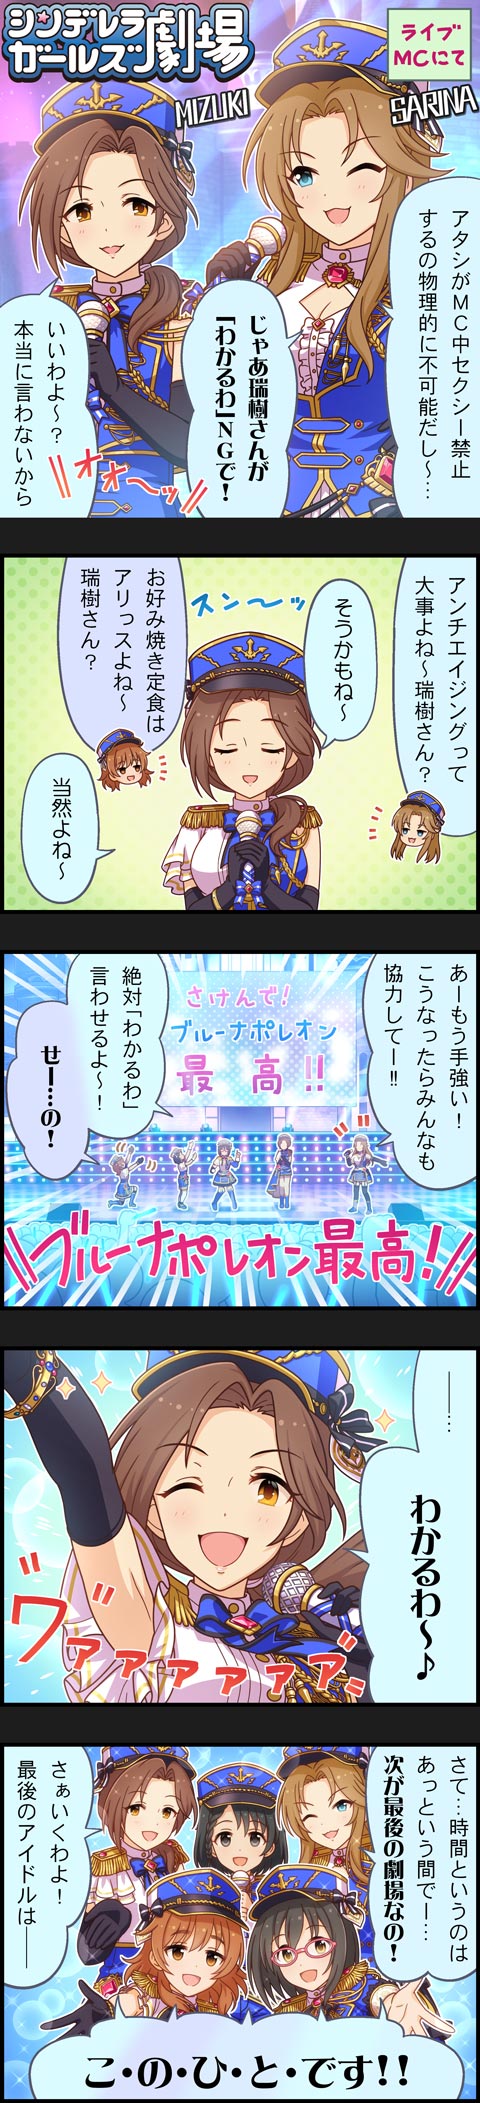 シンデレラ
ガールズ劇場
ライブ
MCにて
MIZUKI
SARINA
アタシがMC中セクシー禁止
するの物理的に不可能だし～…
じゃあ瑞樹さんが
「わかるわ」NGで！
いいわよ～？
本当に言わないから
オォ～ッ
アンチエイジングって
大事よね～瑞樹さん？
そうかもね～
スン～ッ
お好み焼き定食は
アリっスよね～
瑞樹さん？
当然よね～
あーもう手強い！
こうなったらみんなも
協力してー!!
さけんで！
ブルーナポレオン
最高!!
絶対「わかるわ」
言わせるよ～！
せー…の！
ブルーナポレオン最高！
――…
わかるわ～♪
ワァァァァァァ
さて…時間というのは
あっという間でー…
次が最後の劇場なの！
さぁいくわよ！
最後のアイドルは――
こ・の・ひ・と・です!!